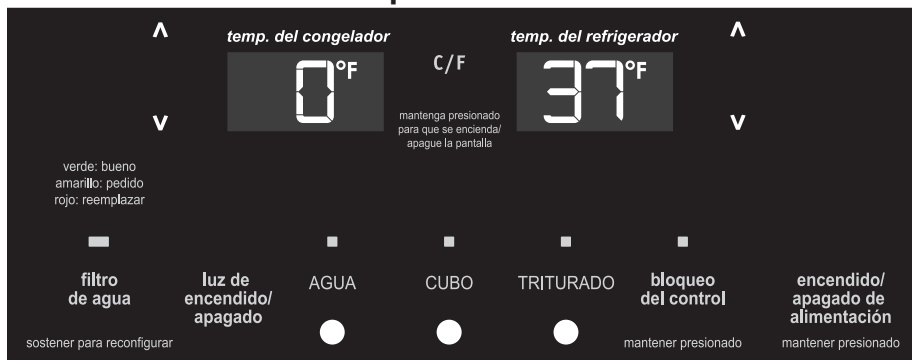 temp. del congelador
temp. del refrigerador
0°F
C/F
37°F
mantenga presionado
para que se encienda/
apague la pantalla
verde: bueno
amarillo: pedido
rojo: reemplazar
filtro
de agua
sostener para reconfigurar
luz de
encendido/
apagado
AGUA
CUBO
TRITURADO
bloqueo
del control
mantener presionado
encendido/
apagado de
alimentación
mantener presionado